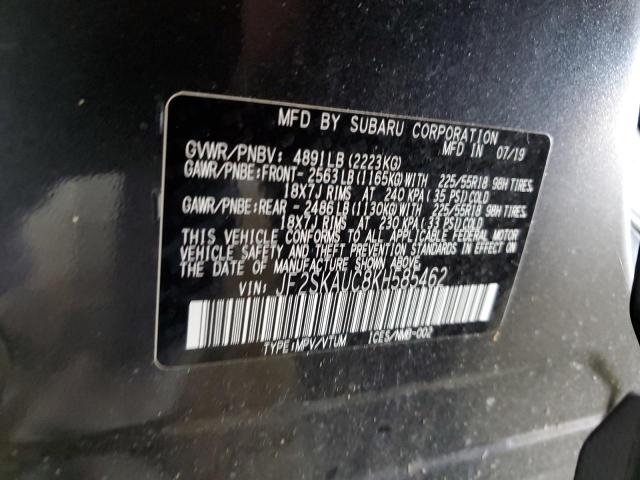 MFD BY SUBARU CORPORATION
MFD IN 07/19
GVWR/PNBV: 4891LB(2223KG)
GAWR/PNBE:FRONT- 2563LB(1165KG)WITH 225/55R18 98H TIRES,
18X7J RIMS AT 240 KPA(35 PSI)COLD
GAWR/PNBE:REAR - 2486LB(1130KG)WITH 225/55R18 98H TIRES,
18X7J RIMS AT 230 KPA(33 PSI)COLD
THIS VEHICLE CONFORMS TO ALL APPLICABLE FEDERAL MOTOR
VEHICLE SAFETY AND THEFT PREVENTION STANDARDS IN EFFECT ON
THE DATE OF MANUFACTURE SHOWN ABOVE.
VIN: JF2SKAUC8KH585462
TYPE:MPV/VTUM ICES/NMB-002